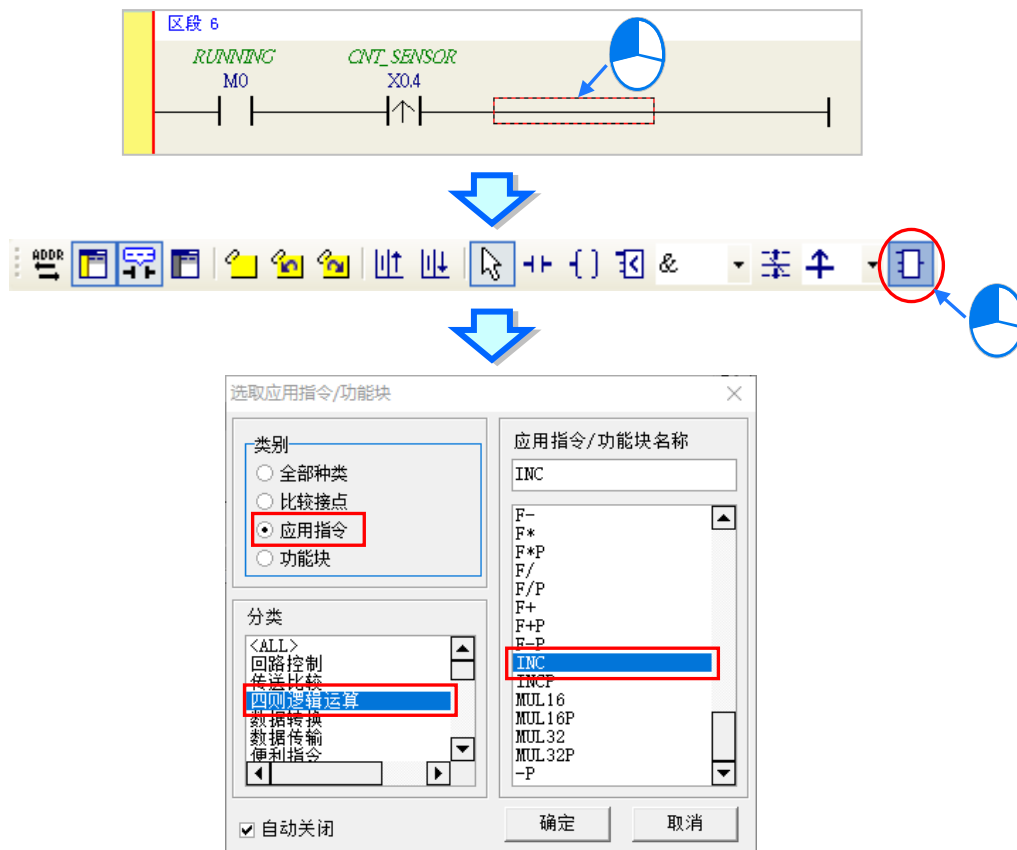 区段 6
RUNNING CNT_SENSOR
M0 X0.4
ADDR &
选取应用指令/功能块
类别
全部种类
比较接点
应用指令
功能块
分类
<ALL>
回路控制
传送比较
四则逻辑运算
数据转换
数据传输
便利指令
自动关闭
应用指令/功能块名称
INC
F-
F*
F*P
F/
F/P
F+
F+P
F-P
INC
INCP
MUL16
MUL16P
MUL32
MUL32P
-P
确定 取消